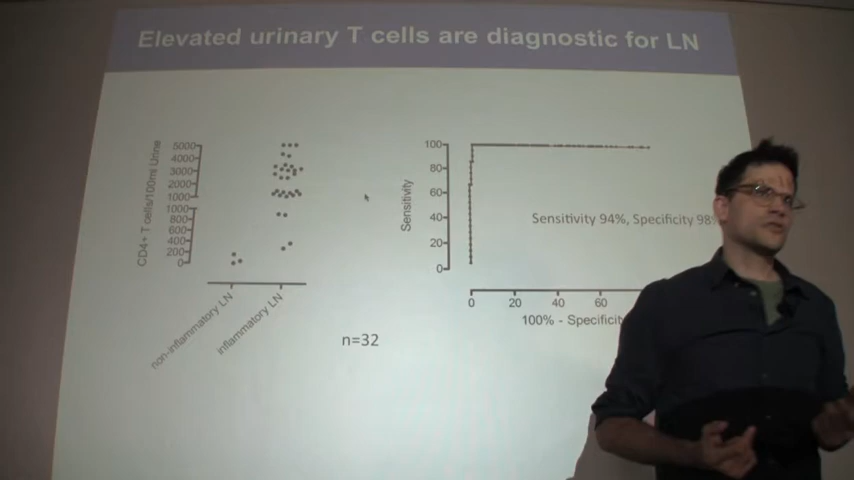 Elevated urinary T cells are diagnostic for LN
CD4+ T cells/100ml Urine
5000
4000
3000
2000
1000
1000
800
600
400
200
0
non-inflammatory LN
inflammatory LN
n=32
Sensitivity
100
80
60
40
20
0
Sensitivity 94%, Specificity 98
0
20
40
60
100% - Specificity